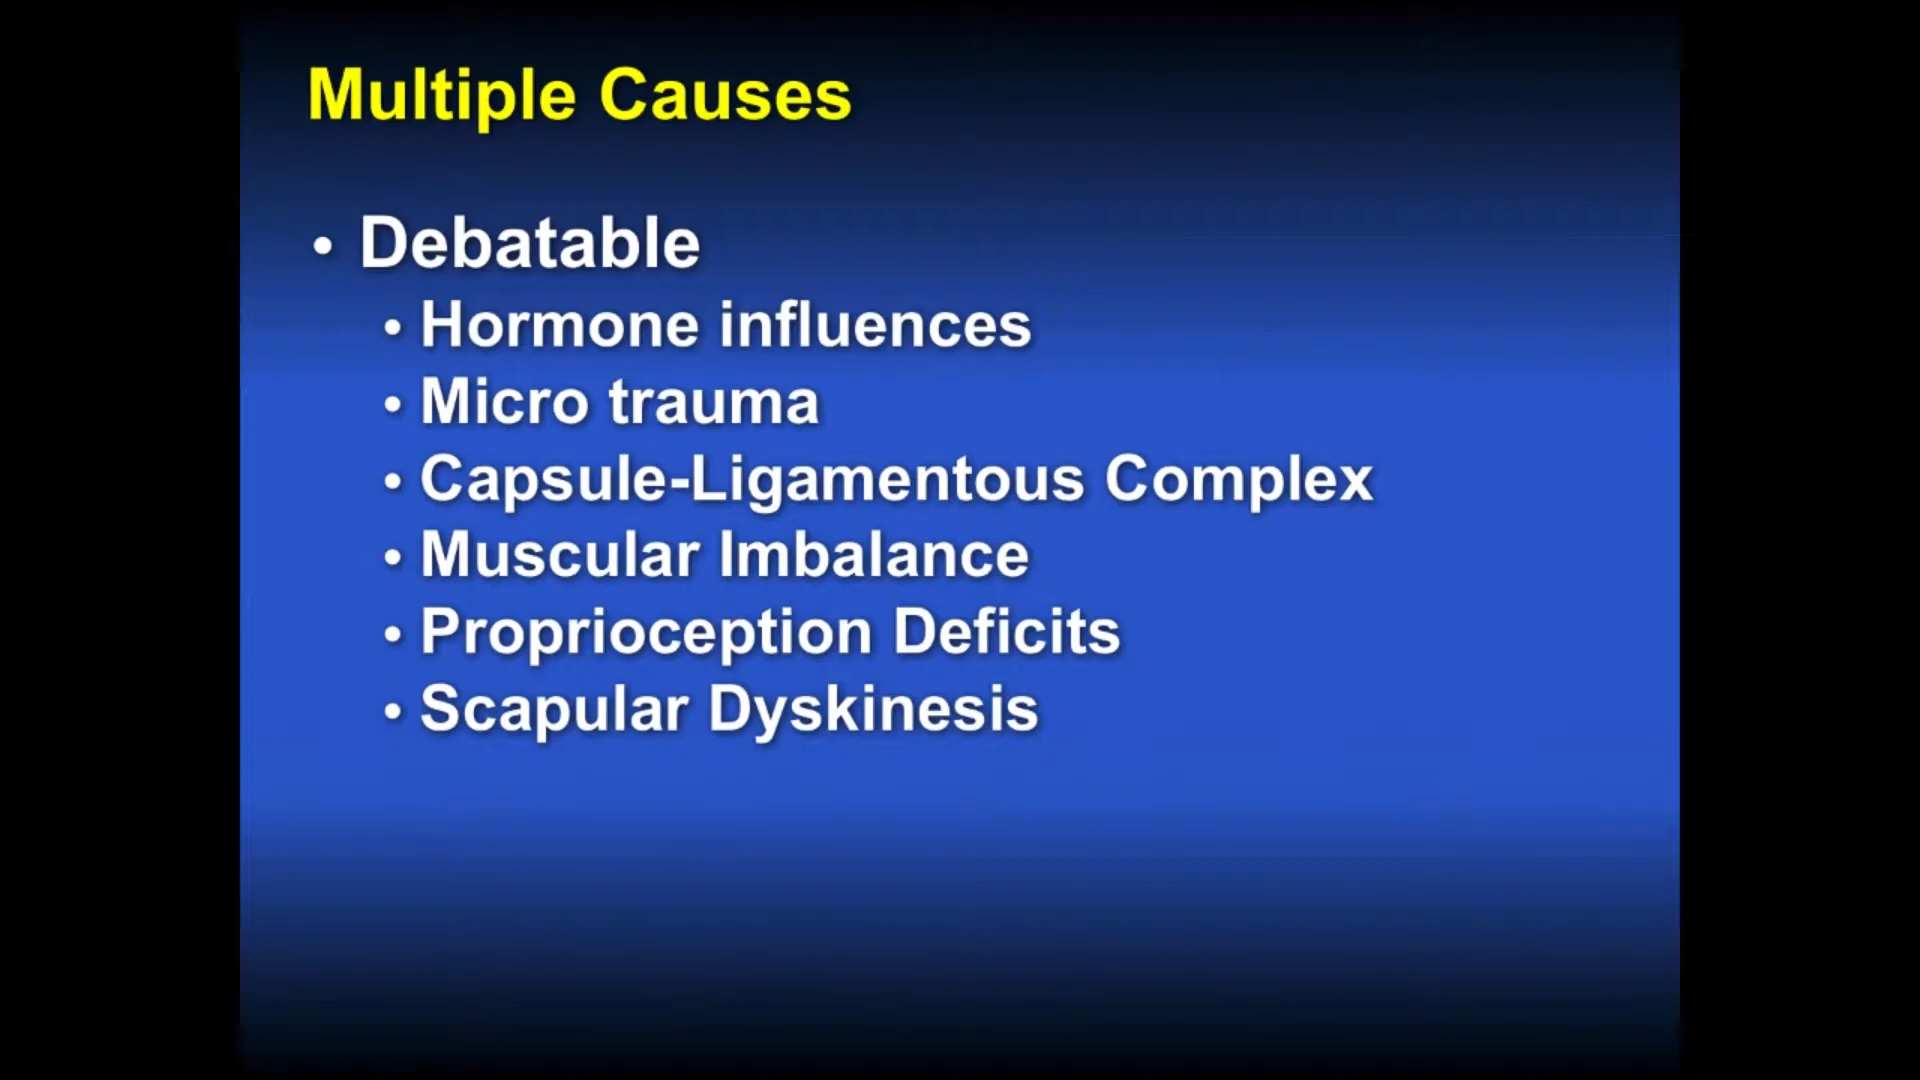 Multiple Causes
• Debatable
• Hormone influences
• Micro trauma
• Capsule-Ligamentous Complex
• Muscular Imbalance
• Proprioception Deficits
• Scapular Dyskinesis